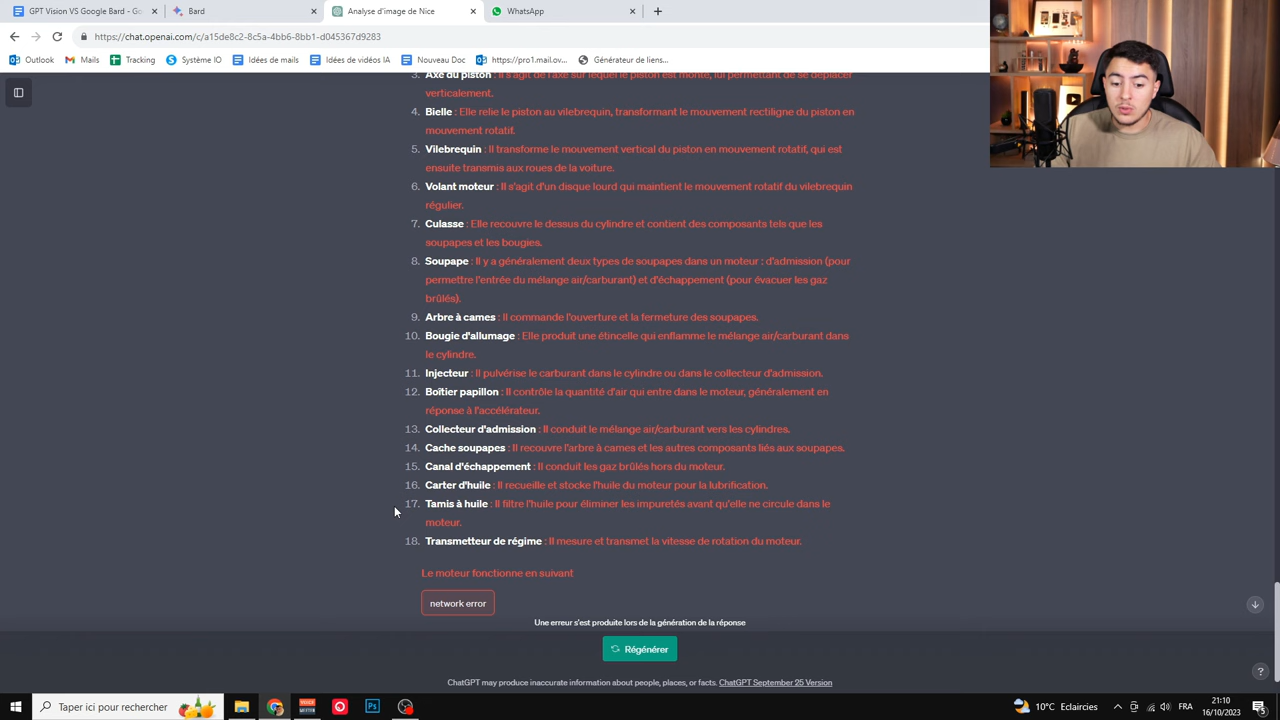 GPT Vision VS Google Bard - Go
Bard
Analyse d'image de Nice
WhatsApp
https://chat.openai.com/c/a15de8c2-8c5a-4bb6-8bb1-d045367d9283
Outlook
Mails
Tracking
Système IO
Idées de mails
Idées de vidéos IA
Nouveau Doc
https://pro1.mail.ov...
Générateur de liens...
3. Axe du piston : Il s'agit de l'axe sur lequel le piston est monté, lui permettant de se déplacer
verticalement.
4. Bielle : Elle relie le piston au vilebrequin, transformant le mouvement rectiligne du piston en
mouvement rotatif.
5. Vilebrequin : Il transforme le mouvement vertical du piston en mouvement rotatif, qui est
ensuite transmis aux roues de la voiture.
6. Volant moteur : Il s'agit d'un disque lourd qui maintient le mouvement rotatif du vilebrequin
régulier.
7. Culasse : Elle recouvre le dessus du cylindre et contient des composants tels que les
soupapes et les bougies.
8. Soupape : Il y a généralement deux types de soupapes dans un moteur : d'admission (pour
permettre l'entrée du mélange air/carburant) et d'échappement (pour évacuer les gaz
brûlés).
9. Arbre à cames : Il commande l'ouverture et la fermeture des soupapes.
10. Bougie d'allumage : Elle produit une étincelle qui enflamme le mélange air/carburant dans
le cylindre.
11. Injecteur : Il pulvérise le carburant dans le cylindre ou dans le collecteur d'admission.
12. Boîtier papillon : Il contrôle la quantité d'air qui entre dans le moteur, généralement en
réponse à l'accélérateur.
13. Collecteur d'admission : Il conduit le mélange air/carburant vers les cylindres.
14. Cache soupapes : Il recouvre l'arbre à cames et les autres composants liés aux soupapes.
15. Canal d'échappement : Il conduit les gaz brûlés hors du moteur.
16. Carter d'huile : Il recueille et stocke l'huile du moteur pour la lubrification.
17. Tamis à huile : Il filtre l'huile pour éliminer les impuretés avant qu'elle ne circule dans le
moteur.
18. Transmetteur de régime : Il mesure et transmet la vitesse de rotation du moteur.
Le moteur fonctionne en suivant
network error
Une erreur s'est produite lors de la génération de la réponse
Régénérer
ChatGPT may produce inaccurate information about people, places, or facts. ChatGPT September 25 Version
Taper ici pour rechercher
10°C Eclaircies
FRA
21:10
16/10/2023
5